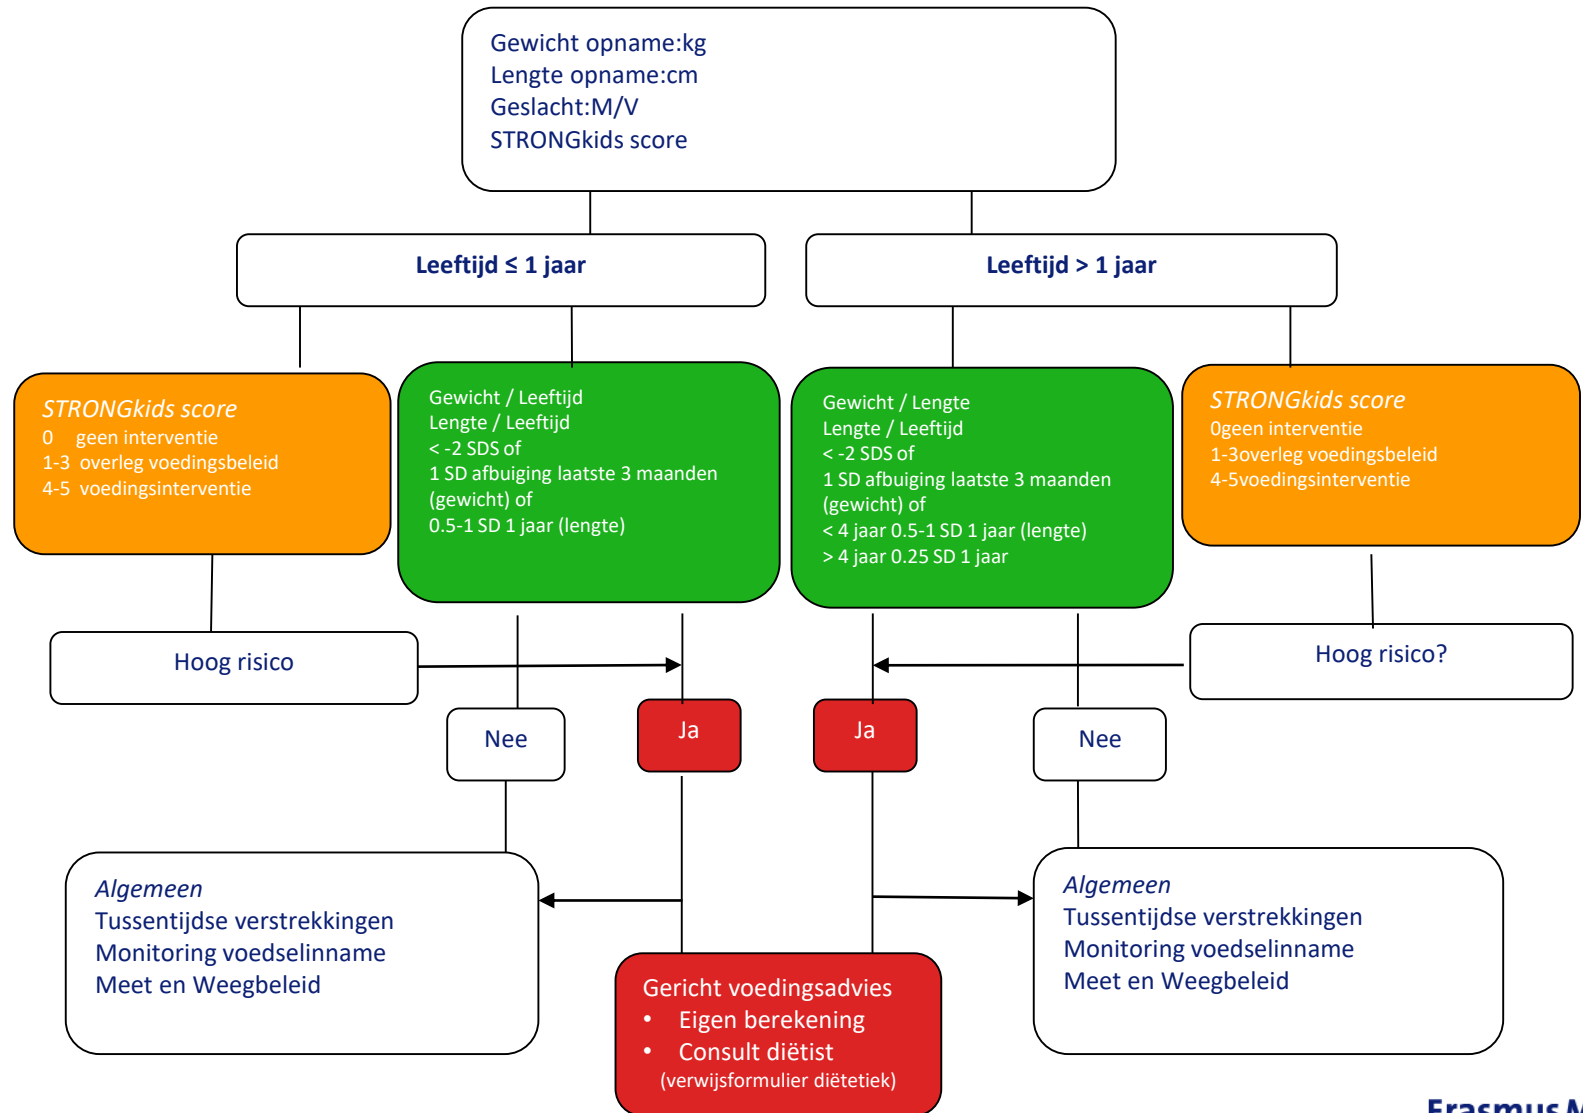 Gewicht opname:kg
Lengte opname:cm
Geslacht:M/V
STRONGkids score
Leeftijd ≤ 1 jaar
Leeftijd > 1 jaar
STRONGkids score
0 geen interventie
1-3 overleg voedingsbeleid
4-5 voedingsinterventie
Gewicht / Leeftijd
Lengte / Leeftijd
< -2 SDS of
1 SD afbuiging laatste 3 maanden
(gewicht) of
0.5-1 SD 1 jaar (lengte)
Gewicht / Lengte
Lengte / Leeftijd
< -2 SDS of
1 SD afbuiging laatste 3 maanden
(gewicht) of
< 4 jaar 0.5-1 SD 1 jaar (lengte)
> 4 jaar 0.25 SD 1 jaar
STRONGkids score
0geen interventie
1-3overleg voedingsbeleid
4-5voedingsinterventie
Hoog risico
Hoog risico?
Nee
Ja
Ja
Nee
Algemeen
Tussentijdse verstrekkingen
Monitoring voedselinname
Meet en Weegbeleid
Gericht voedingsadvies
• Eigen berekening
• Consult diëtist
(verwijsformulier diëtetiek)
Algemeen
Tussentijdse verstrekkingen
Monitoring voedselinname
Meet en Weegbeleid
Erasmus